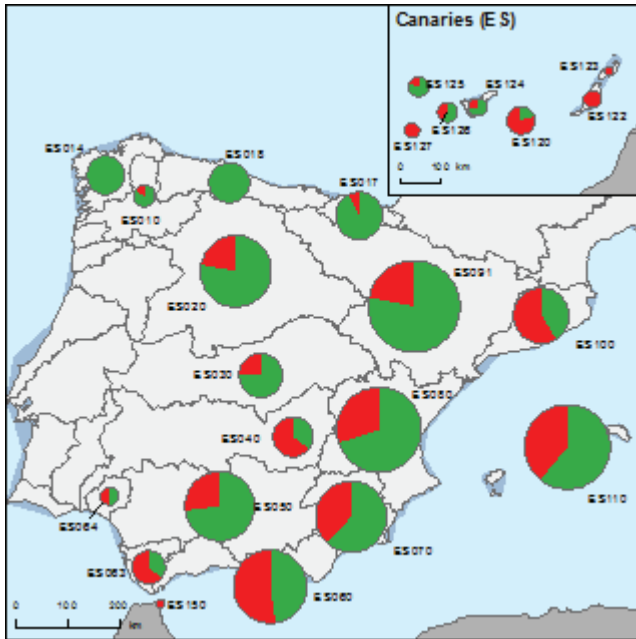 Canaries (ES)
ES123
ES125
ES124
ES122
ES126
ES120
ES127
0 100 km
ES014
ES018
ES017
ES010
ES091
ES020
ES100
ES030
ES080
ES040
ES110
ES050
ES064
ES070
ES063
ES060
ES150
0 100 200
km